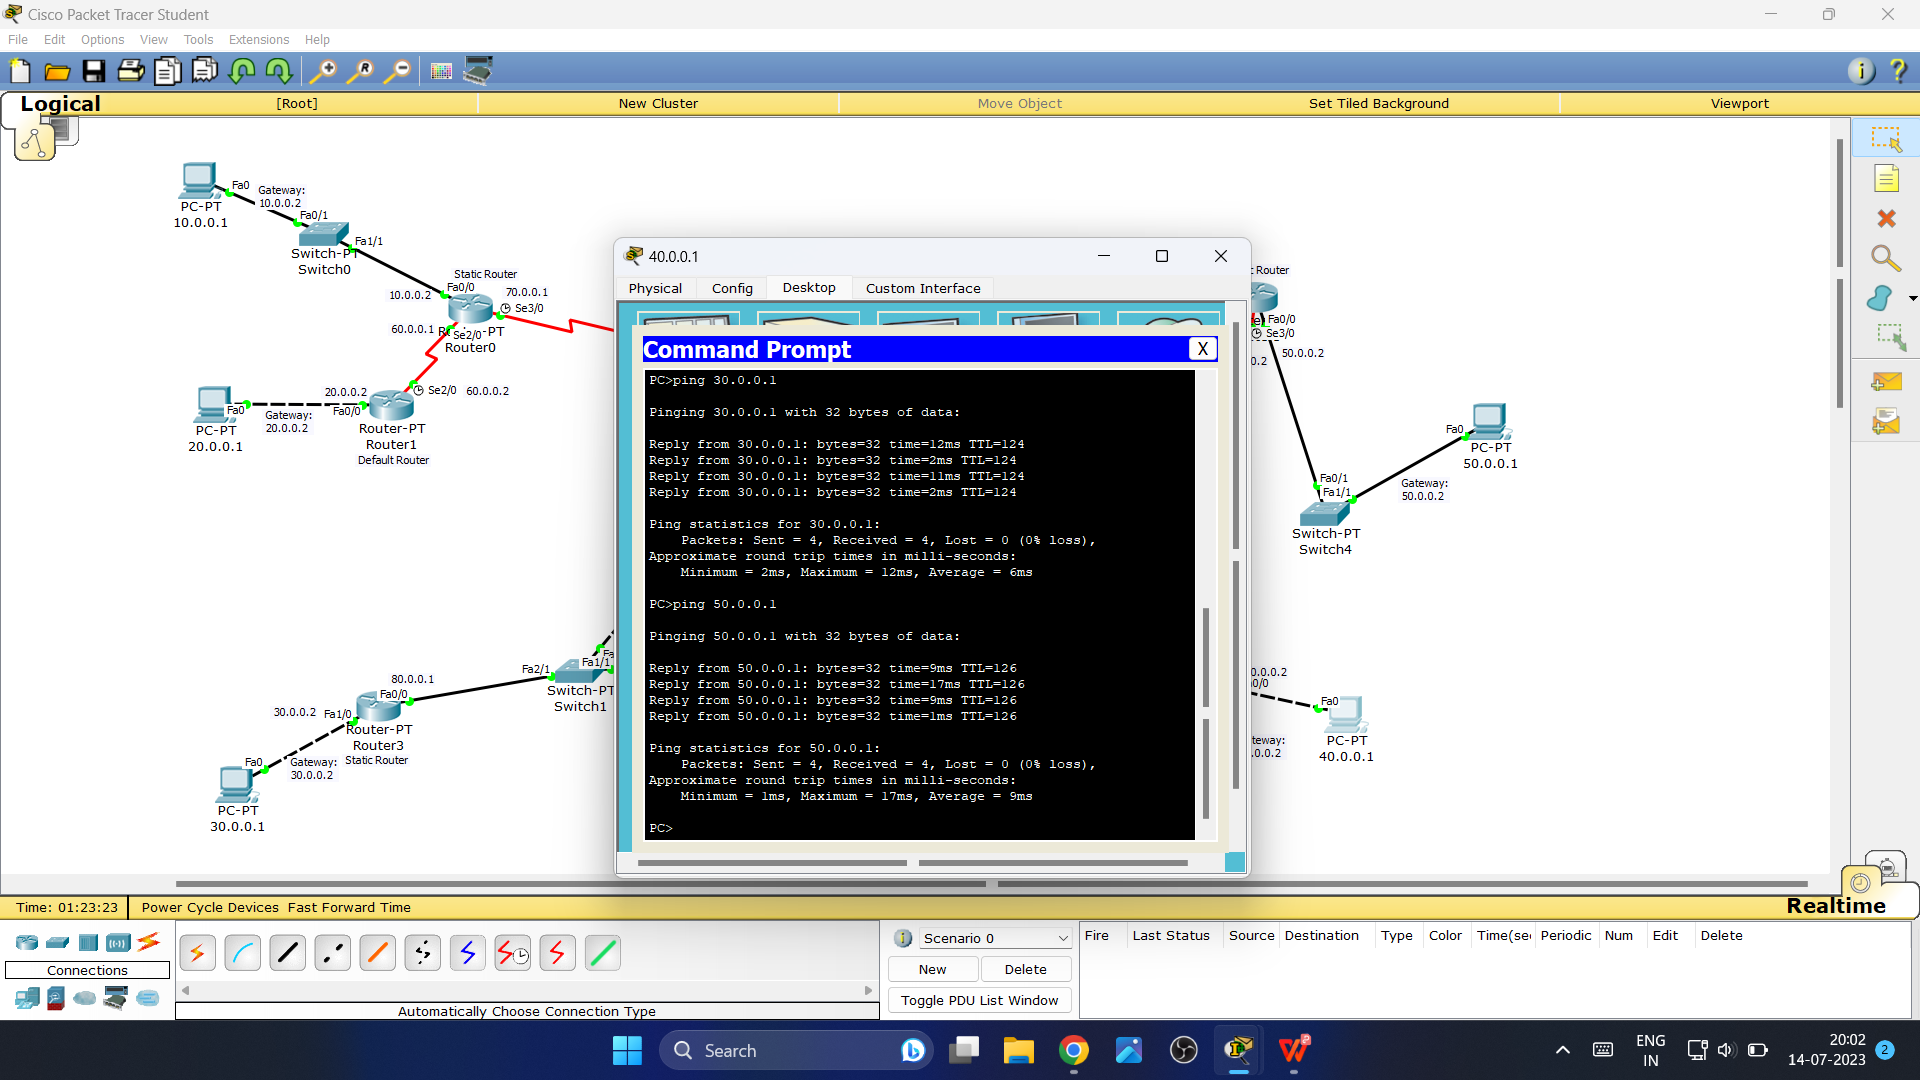 Cisco Packet Tracer Student
File Edit Options View Tools Extensions Help
Logical [Root] New Cluster Move Object Set Tiled Background Viewport
Fa0
PC-PT
10.0.0.1
Gateway:
10.0.0.2
Fa0/1
Switch-PT
Switch0
Fa1/1
Static Router
10.0.0.2 Fa0/0
70.0.0.1
Se3/0
60.0.0.1
Se2/0
-PT
Router0
Se2/0 60.0.0.2
Fa0
PC-PT
20.0.0.1
Gateway:
20.0.0.2
20.0.0.2
Fa0/0
Router-PT
Router1
Default Router
Fa2/1
Fa1/1
Switch-PT
Switch1
80.0.0.1
Fa0/0
30.0.0.2 Fa1/0
Router-PT
Router3
Static Router
Fa0
Gateway:
30.0.0.2
PC-PT
30.0.0.1
40.0.0.1
Physical Config Desktop Custom Interface
Command Prompt X
PC>ping 30.0.0.1
Pinging 30.0.0.1 with 32 bytes of data:
Reply from 30.0.0.1: bytes=32 time=12ms TTL=124
Reply from 30.0.0.1: bytes=32 time=2ms TTL=124
Reply from 30.0.0.1: bytes=32 time=11ms TTL=124
Reply from 30.0.0.1: bytes=32 time=2ms TTL=124
Ping statistics for 30.0.0.1:
Packets: Sent = 4, Received = 4, Lost = 0 (0% loss),
Approximate round trip times in milli-seconds:
Minimum = 2ms, Maximum = 12ms, Average = 6ms
PC>ping 50.0.0.1
Pinging 50.0.0.1 with 32 bytes of data:
Reply from 50.0.0.1: bytes=32 time=9ms TTL=126
Reply from 50.0.0.1: bytes=32 time=17ms TTL=126
Reply from 50.0.0.1: bytes=32 time=9ms TTL=126
Reply from 50.0.0.1: bytes=32 time=1ms TTL=126
Ping statistics for 50.0.0.1:
Packets: Sent = 4, Received = 4, Lost = 0 (0% loss),
Approximate round trip times in milli-seconds:
Minimum = 1ms, Maximum = 17ms, Average = 9ms
PC>
Router
Fa0/0
Se3/0
50.0.0.2
Fa0/1
Fa1/1
Switch-PT
Switch4
Fa0
PC-PT
50.0.0.1
Gateway:
50.0.0.2
0.0.0.2
Fa0
PC-PT
40.0.0.1
Time: 01:23:23 Power Cycle Devices Fast Forward Time Realtime
Connections
Automatically Choose Connection Type
Scenario 0
New Delete
Toggle PDU List Window
Fire Last Status Source Destination Type Color Time(sec Periodic Num Edit Delete
Search
ENG
IN
20:02
14-07-2023
2